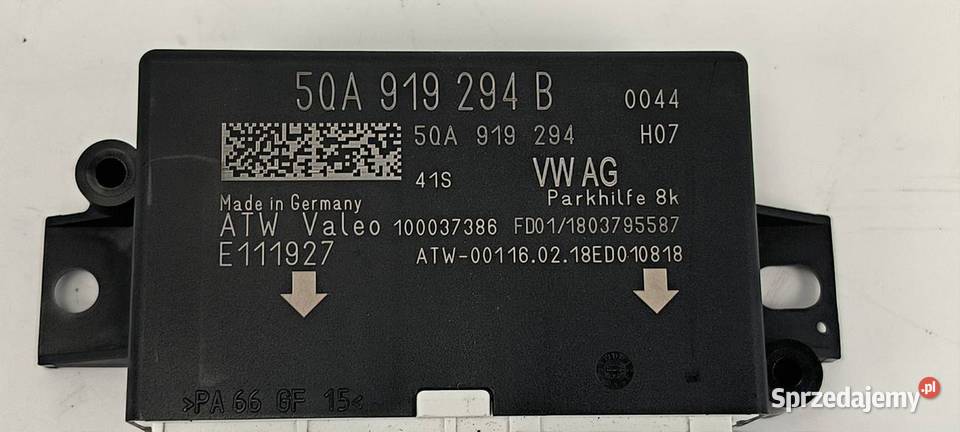 5QA 919 294 B 0044
5QA 919 294 H07
41S VW AG
Parkhilfe 8k
Made in Germany
ATW Valeo 100037386 FD01/1803795587
E111927 ATW-00116.02.18ED010818
>PA 66 GF 15<
Sprzedajemy.pl